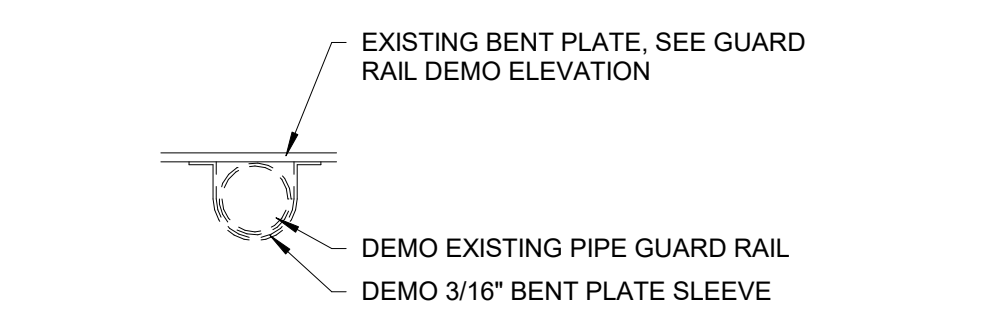 EXISTING BENT PLATE, SEE GUARD
RAIL DEMO ELEVATION
DEMO EXISTING PIPE GUARD RAIL
DEMO 3/16" BENT PLATE SLEEVE